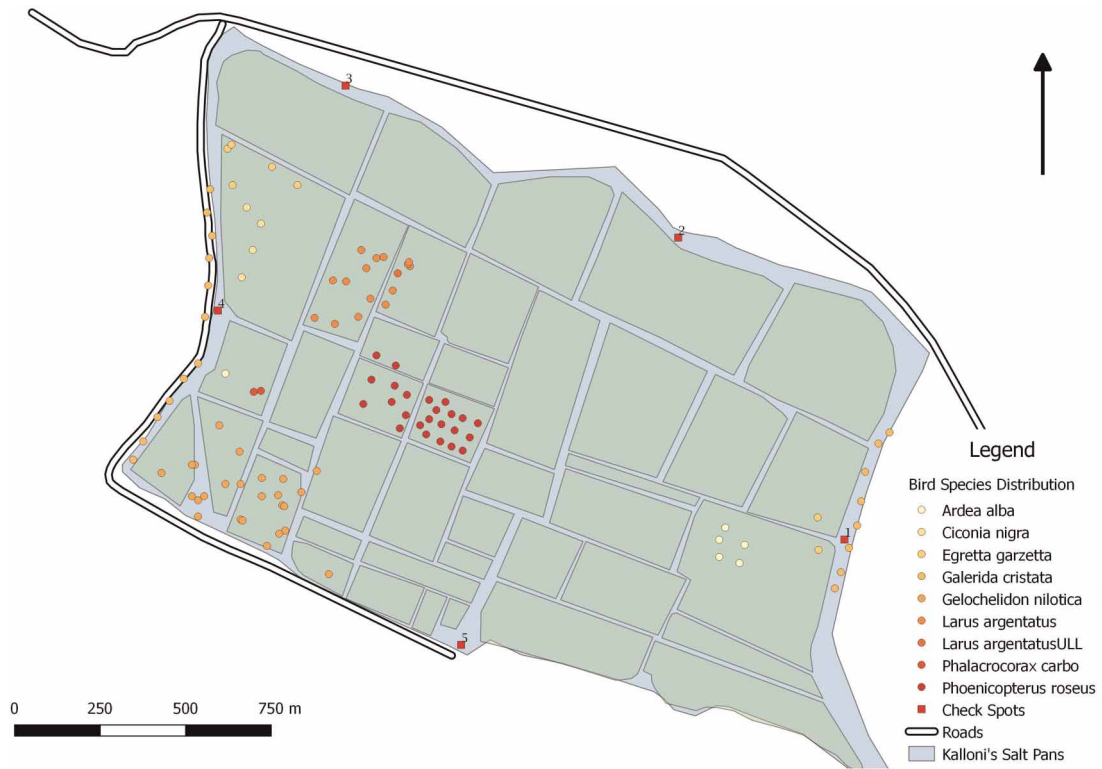 3
2
4
1
5
0 250 500 750 m
Legend
Bird Species Distribution
Ardea alba
Ciconia nigra
Egretta garzetta
Galerida cristata
Gelochelidon nilotica
Larus argentatus
Larus argentatusULL
Phalacrocorax carbo
Phoenicopterus roseus
Check Spots
Roads
Kalloni's Salt Pans